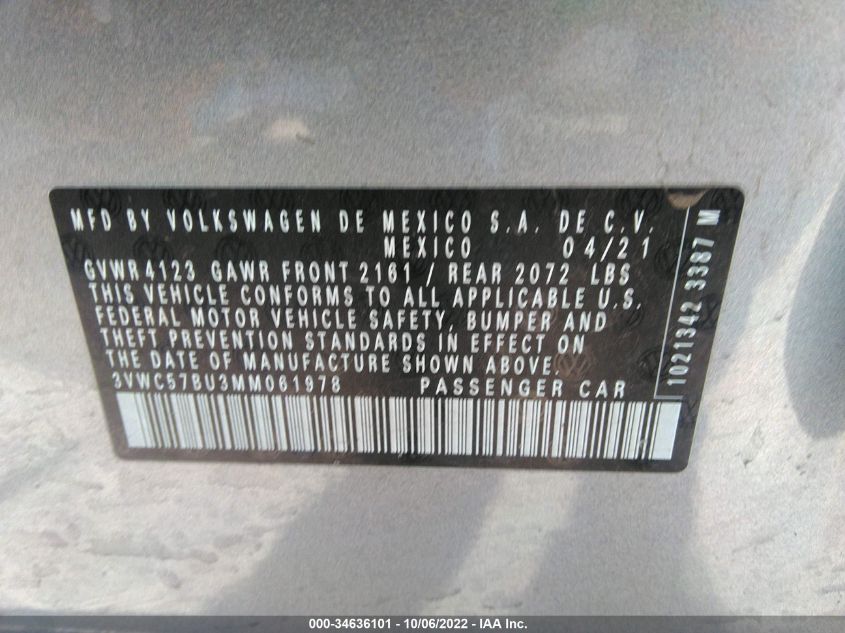 MFD BY VOLKSWAGEN DE MEXICO S.A. DE C.V.
MEXICO 04/21
GVWR 4123 GAWR FRONT 2161 / REAR 2072 LBS
THIS VEHICLE CONFORMS TO ALL APPLICABLE U.S.
FEDERAL MOTOR VEHICLE SAFETY, BUMPER AND
THEFT PREVENTION STANDARDS IN EFFECT ON
THE DATE OF MANUFACTURE SHOWN ABOVE.
3VWC57BU3MM061978 PASSENGER CAR
1021342 3387 M
000-34636101 - 10/06/2022 - IAA Inc.